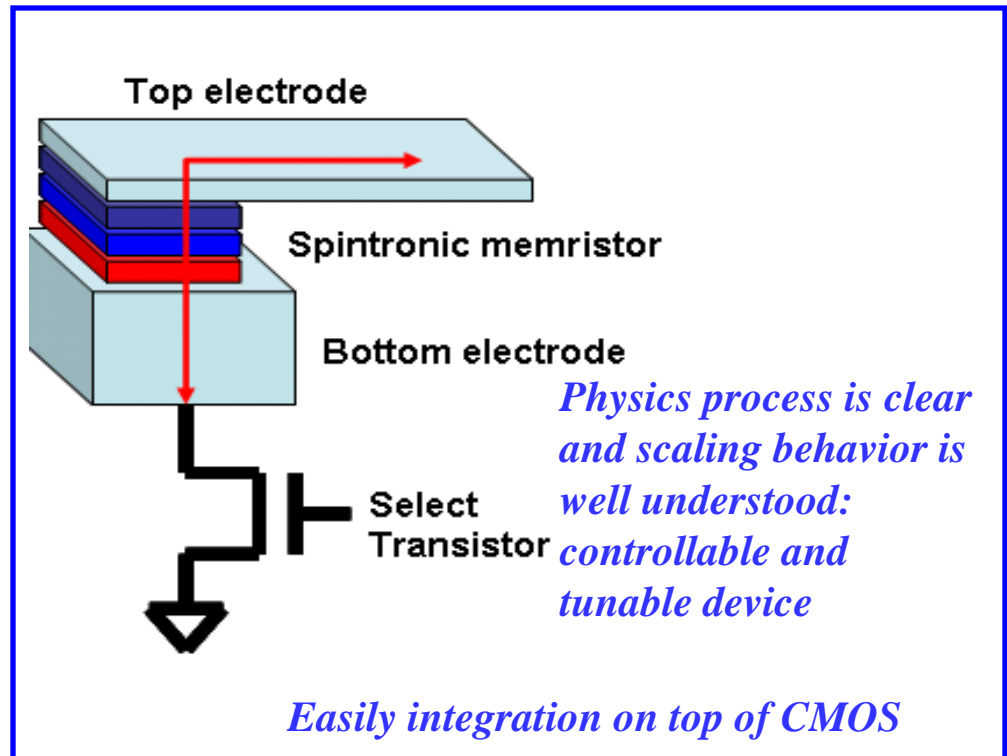 Top electrode
Spintronic memristor
Bottom electrode
Physics process is clear
and scaling behavior is
well understood:
controllable and
tunable device
Select
Transistor
Easily integration on top of CMOS